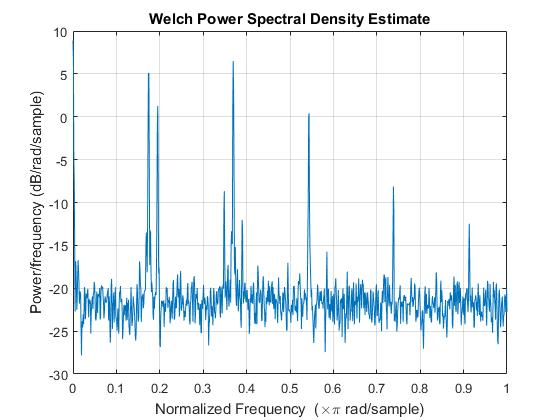 Welch Power Spectral Density Estimate
Power/frequency (dB/rad/sample)
10
5
0
-5
-10
-15
-20
-25
-30
0 0.1 0.2 0.3 0.4 0.5 0.6 0.7 0.8 0.9 1
Normalized Frequency (×π rad/sample)